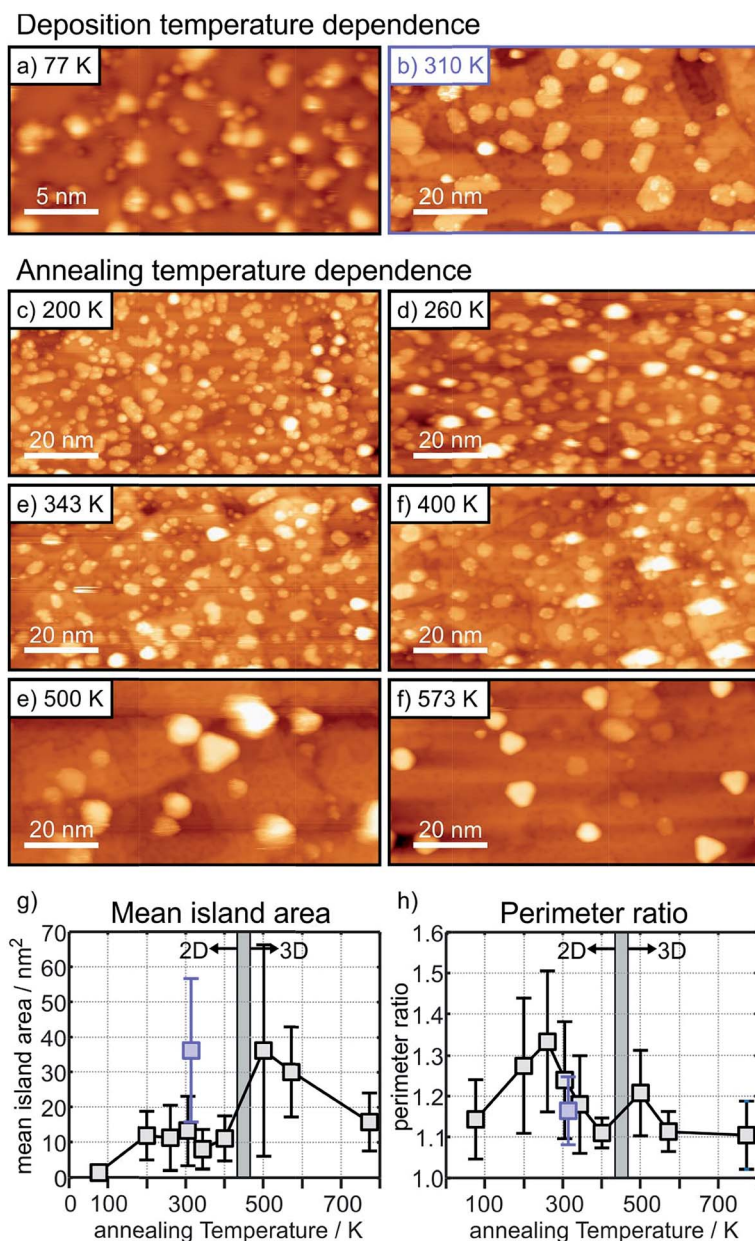 Deposition temperature dependence
a) 77 K
b) 310 K
5 nm
20 nm
Annealing temperature dependence
c) 200 K
d) 260 K
20 nm
20 nm
e) 343 K
f) 400 K
20 nm
20 nm
e) 500 K
f) 573 K
20 nm
20 nm
g)
Mean island area
h)
Perimeter ratio
70
60
50
40
30
20
10
0
mean island area / nm²
2D
3D
0
100
300
500
700
annealing Temperature / K
1.6
1.5
1.4
1.3
1.2
1.1
1.0
perimeter ratio
2D
3D
100
300
500
700
annealing Temperature / K